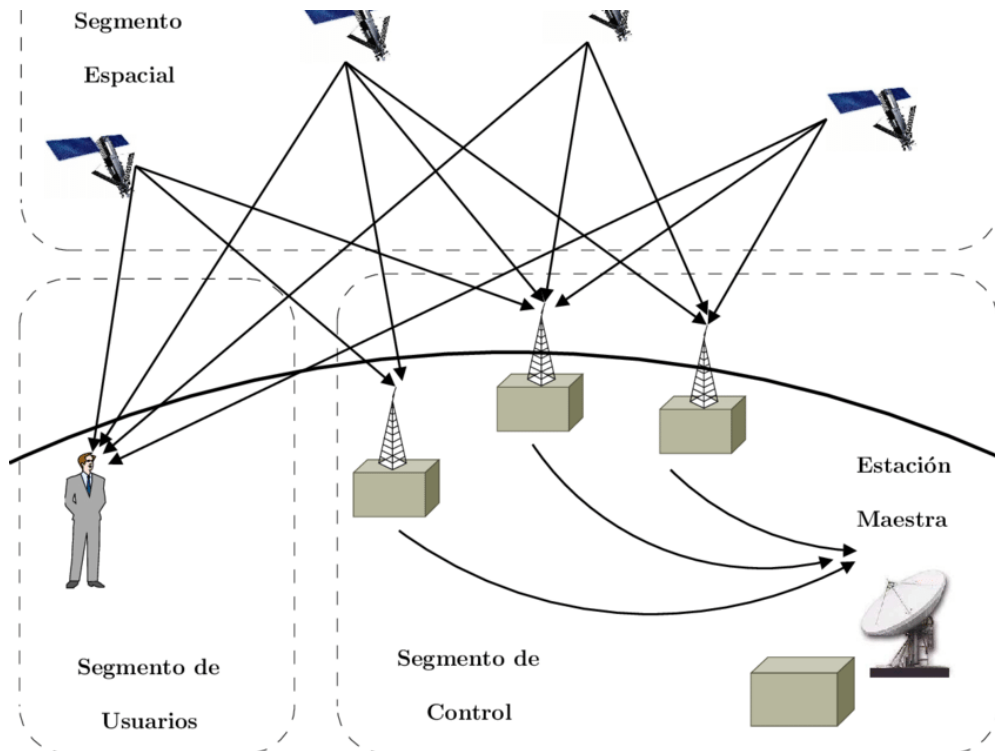 Segmento
Espacial
Estación
Maestra
Segmento de
Usuarios
Segmento de
Control